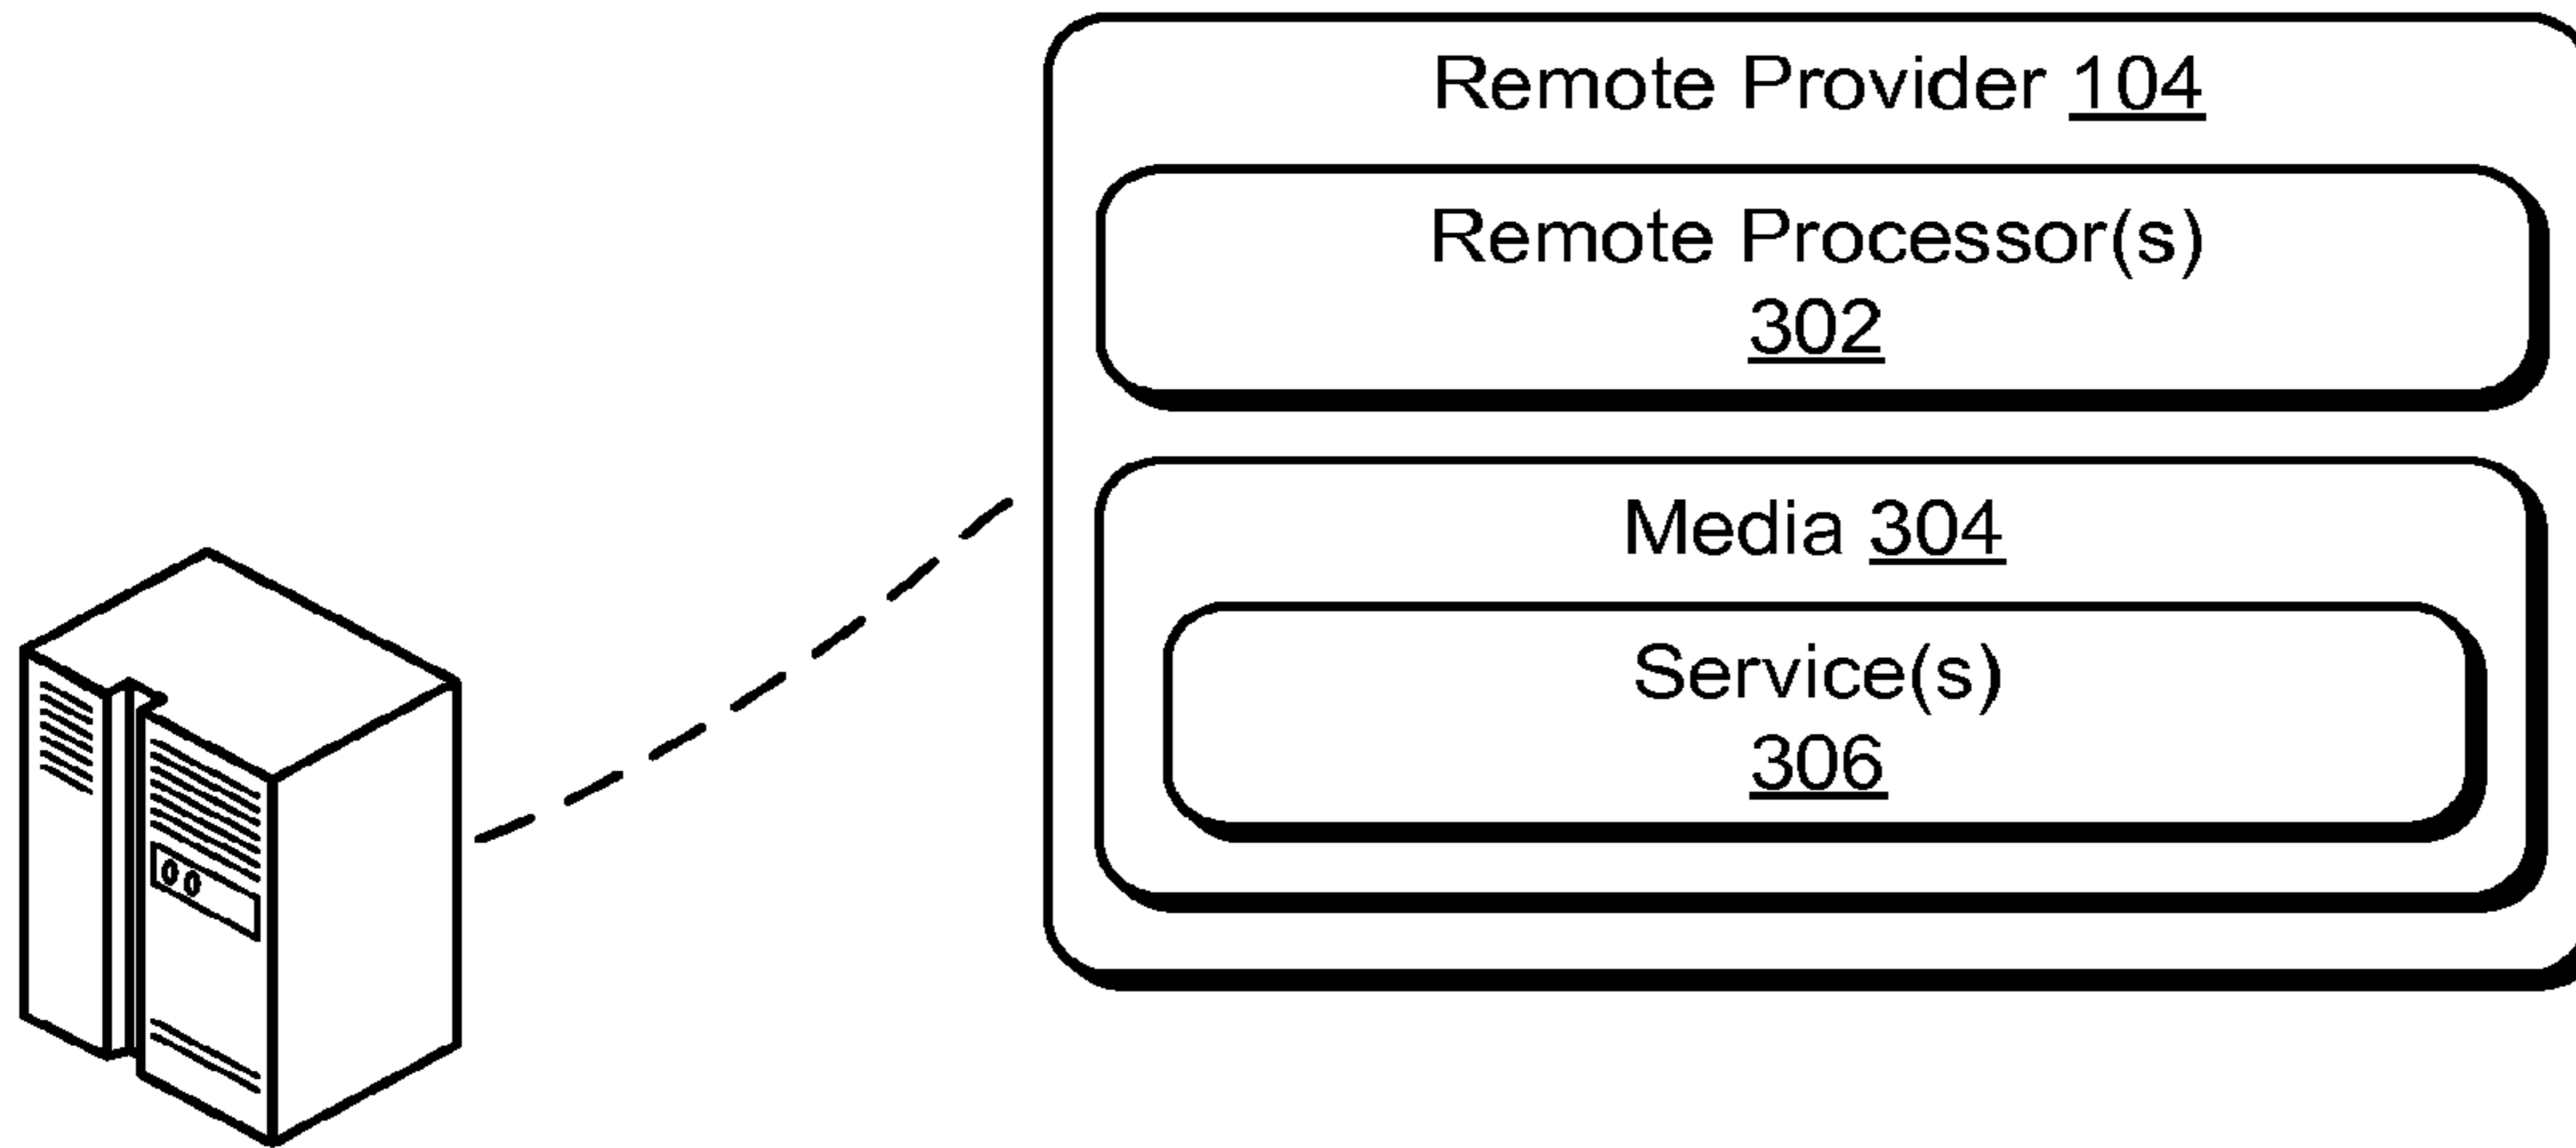 Remote Provider 104
Remote Processor(s)
302
Media 304
Service(s)
306